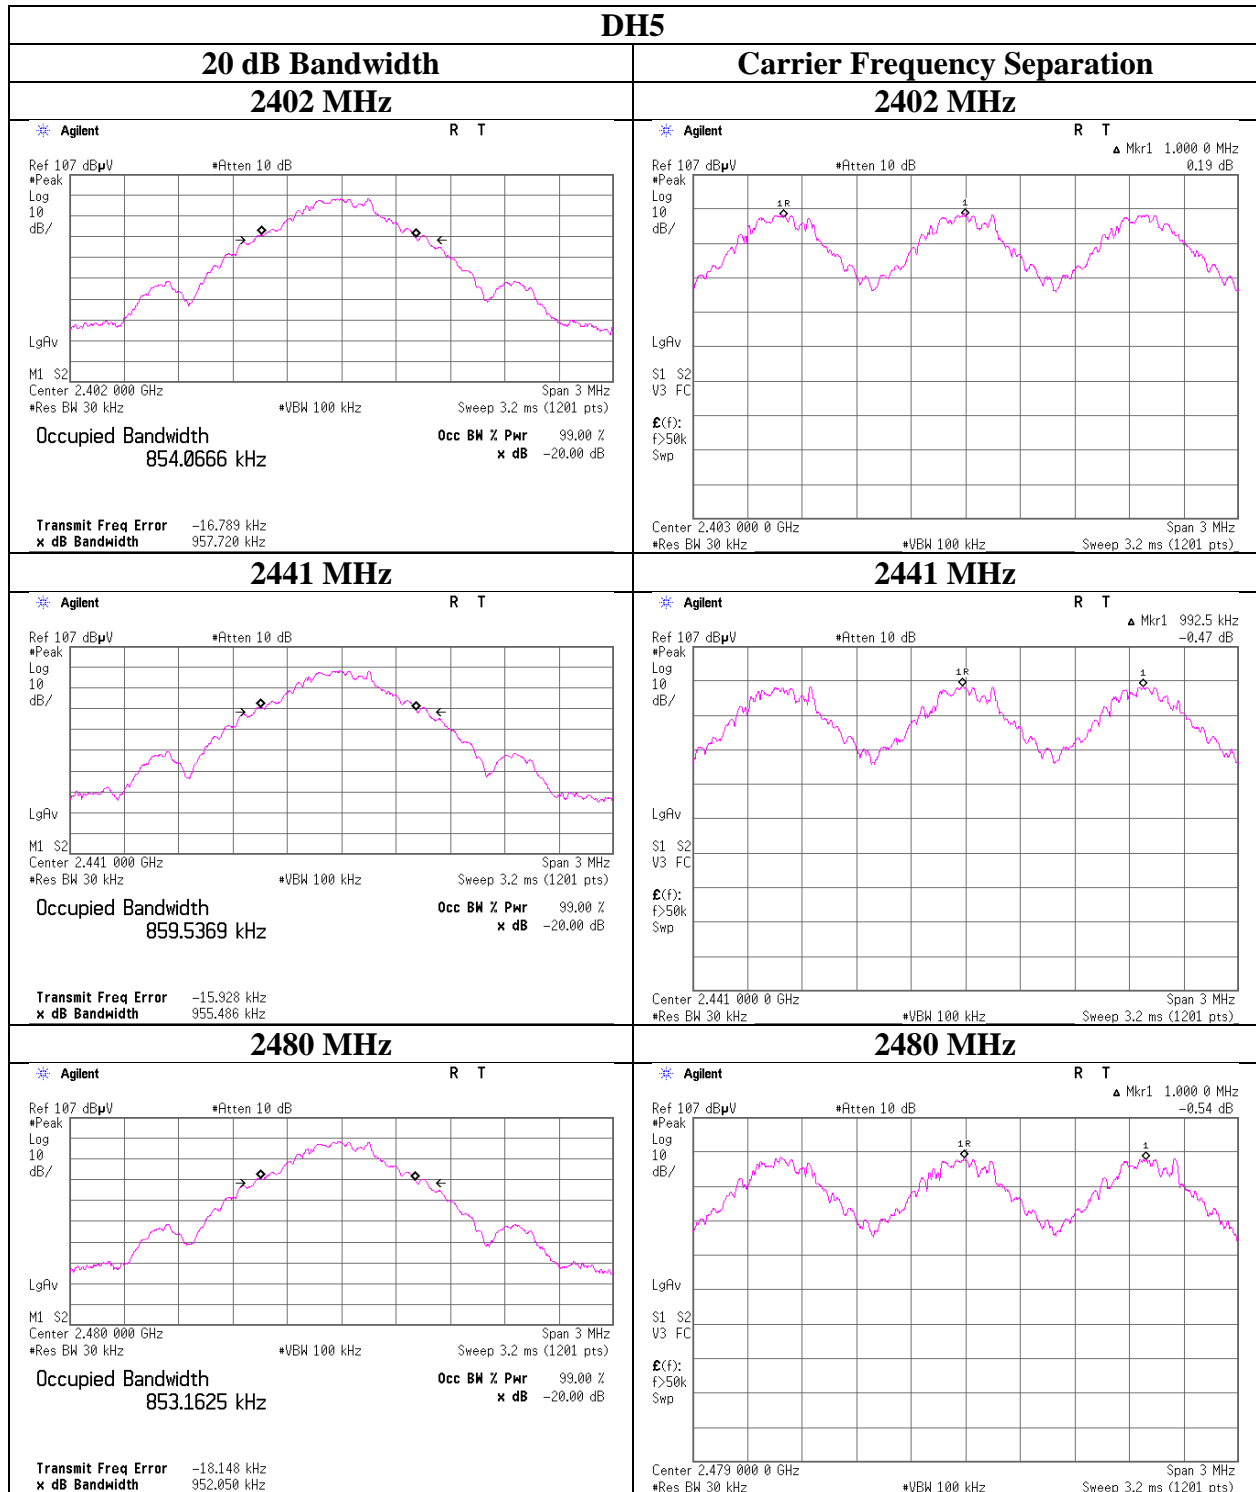 DH5
20 dB Bandwidth Carrier Frequency Separation
2402 MHz 2402 MHz
Agilent R T
Ref 107 dBµV #Atten 10 dB
#Peak
Log
10
dB/
LgAv
M1 S2
Center 2.402 000 GHz Span 3 MHz
#Res BW 30 kHz #VBW 100 kHz Sweep 3.2 ms (1201 pts)
Occupied Bandwidth Occ BW % Pwr 99.00 %
854.0666 kHz x dB -20.00 dB
Transmit Freq Error -16.789 kHz
x dB Bandwidth 957.720 kHz
Agilent R T
Δ Mkr1 1.000 0 MHz
Ref 107 dBµV #Atten 10 dB 0.19 dB
#Peak
Log
10
dB/
1R 1
LgAv
S1 S2
V3 FC
£(f):
f>50k
Swp
Center 2.403 000 0 GHz Span 3 MHz
#Res BW 30 kHz #VBW 100 kHz Sweep 3.2 ms (1201 pts)
2441 MHz 2441 MHz
Agilent R T
Ref 107 dBµV #Atten 10 dB
#Peak
Log
10
dB/
LgAv
M1 S2
Center 2.441 000 GHz Span 3 MHz
#Res BW 30 kHz #VBW 100 kHz Sweep 3.2 ms (1201 pts)
Occupied Bandwidth Occ BW % Pwr 99.00 %
859.5369 kHz x dB -20.00 dB
Transmit Freq Error -15.928 kHz
x dB Bandwidth 955.486 kHz
Agilent R T
Δ Mkr1 992.5 kHz
Ref 107 dBµV #Atten 10 dB -0.47 dB
#Peak
Log
10
dB/
1R 1
LgAv
S1 S2
V3 FC
£(f):
f>50k
Swp
Center 2.441 000 0 GHz Span 3 MHz
#Res BW 30 kHz #VBW 100 kHz Sweep 3.2 ms (1201 pts)
2480 MHz 2480 MHz
Agilent R T
Ref 107 dBµV #Atten 10 dB
#Peak
Log
10
dB/
LgAv
M1 S2
Center 2.480 000 GHz Span 3 MHz
#Res BW 30 kHz #VBW 100 kHz Sweep 3.2 ms (1201 pts)
Occupied Bandwidth Occ BW % Pwr 99.00 %
853.1625 kHz x dB -20.00 dB
Transmit Freq Error -18.148 kHz
x dB Bandwidth 952.050 kHz
Agilent R T
Δ Mkr1 1.000 0 MHz
Ref 107 dBµV #Atten 10 dB -0.54 dB
#Peak
Log
10
dB/
1R 1
LgAv
S1 S2
V3 FC
£(f):
f>50k
Swp
Center 2.479 000 0 GHz Span 3 MHz
#Res BW 30 kHz #VBW 100 kHz Sweep 3.2 ms (1201 pts)